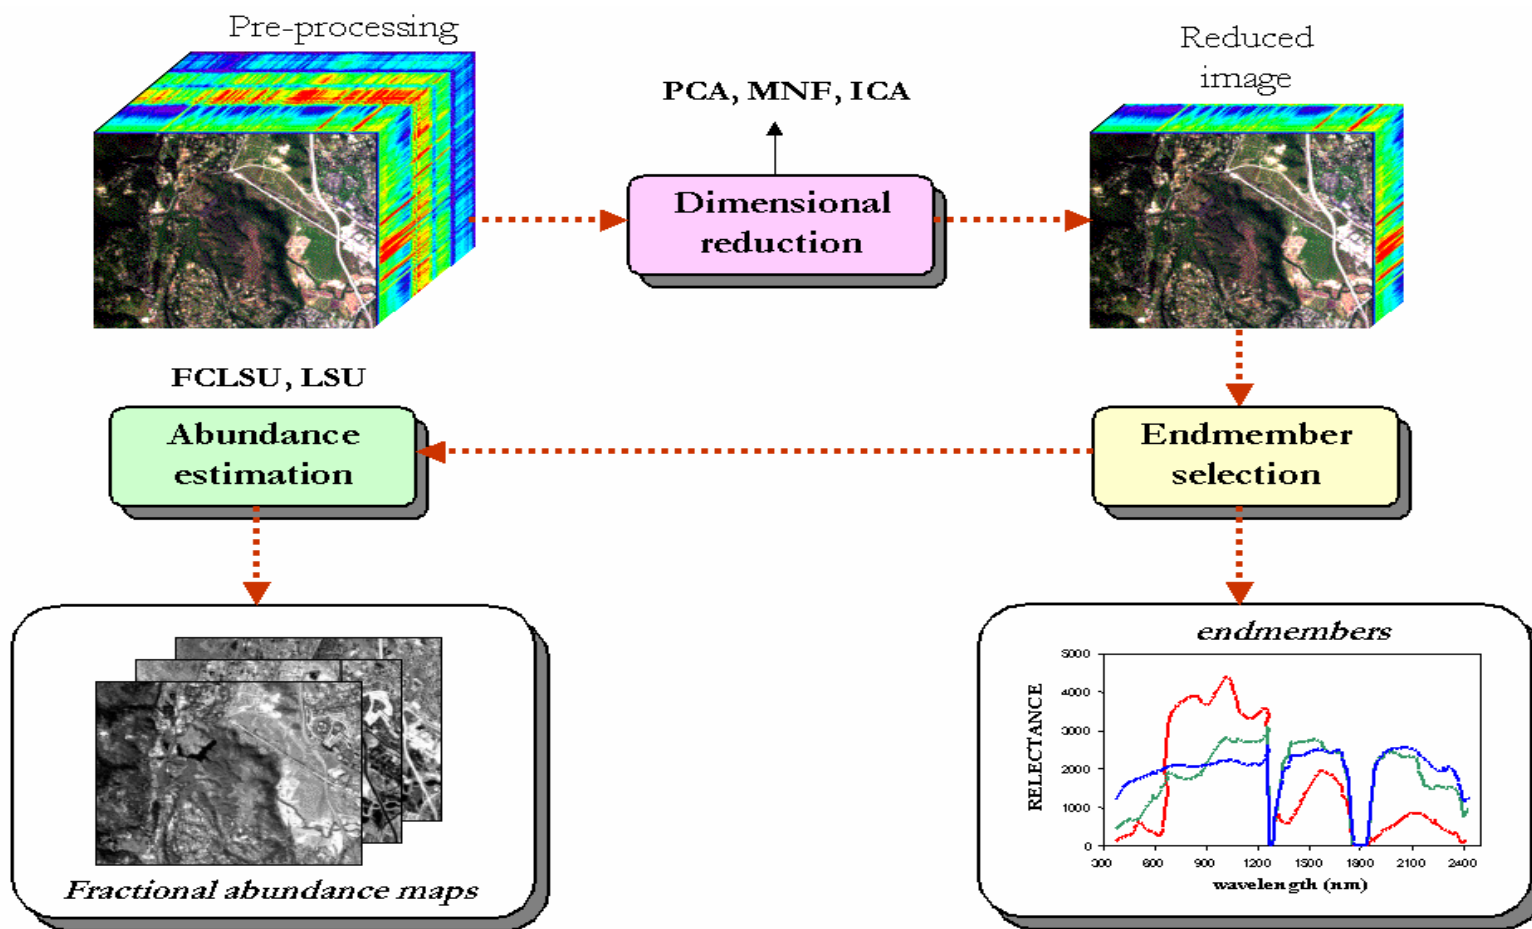 Pre-processing
Reduced
image
PCA, MNF, ICA
Dimensional
reduction
FCLSU, LSU
Abundance
estimation
Endmember
selection
Fractional abundance maps
endmembers
RELECTANCE
5000
4000
3000
2000
1000
0
300 600 900 1200 1500 1800 2100 2400
wavelength (nm)